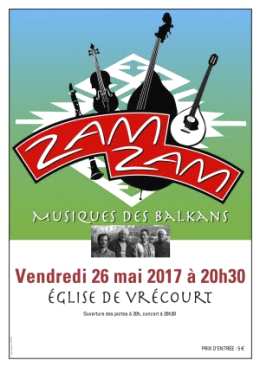 ZAM
ZAM
MUSIQUES DES BALKANS
Vendredi 26 mai 2017 à 20h30
ÉGLISE DE VRÉCOURT
Ouverture des portes à 20h, concert à 20H30
PRIX D'ENTRÉE : 5 €